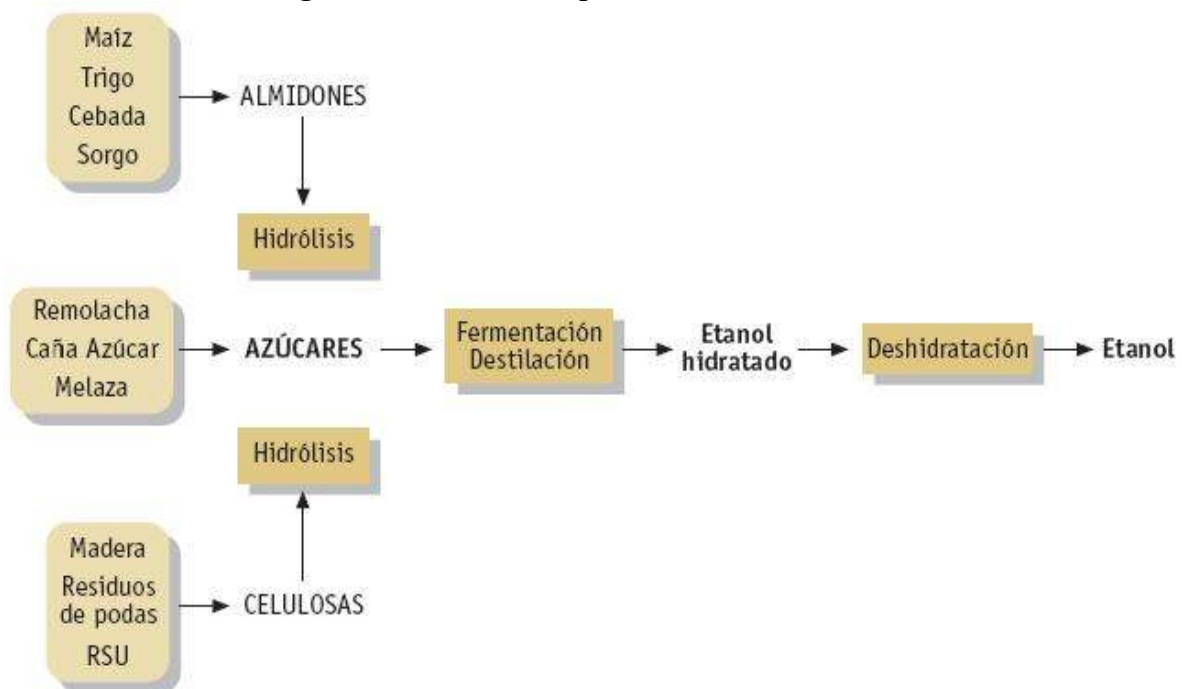 Maíz
Trigo
Cebada
Sorgo
ALMIDONES
Hidrólisis
Remolacha
Caña Azúcar
Melaza
AZÚCARES
Fermentación
Destilación
Etanol
hidratado
Deshidratación
Etanol
Hidrólisis
Madera
Residuos
de podas
RSU
CELULOSAS